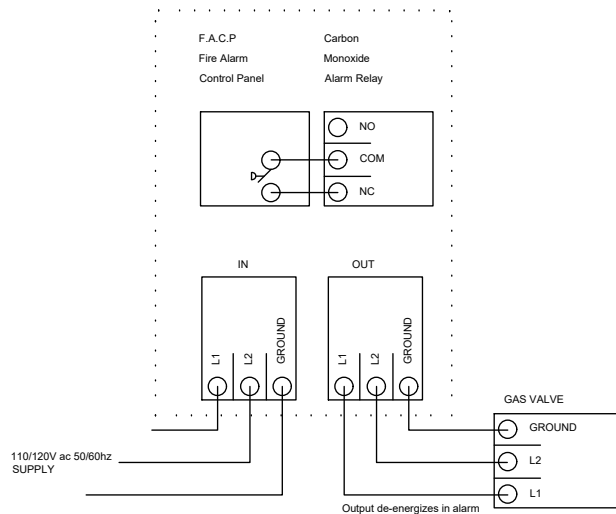 F.A.C.P
Fire Alarm
Control Panel
Carbon
Monoxide
Alarm Relay
NO
COM
NC
IN
OUT
L1
L2
GROUND
L1
L2
GROUND
GAS VALVE
GROUND
L2
L1
110/120V ac 50/60hz
SUPPLY
Output de-energizes in alarm